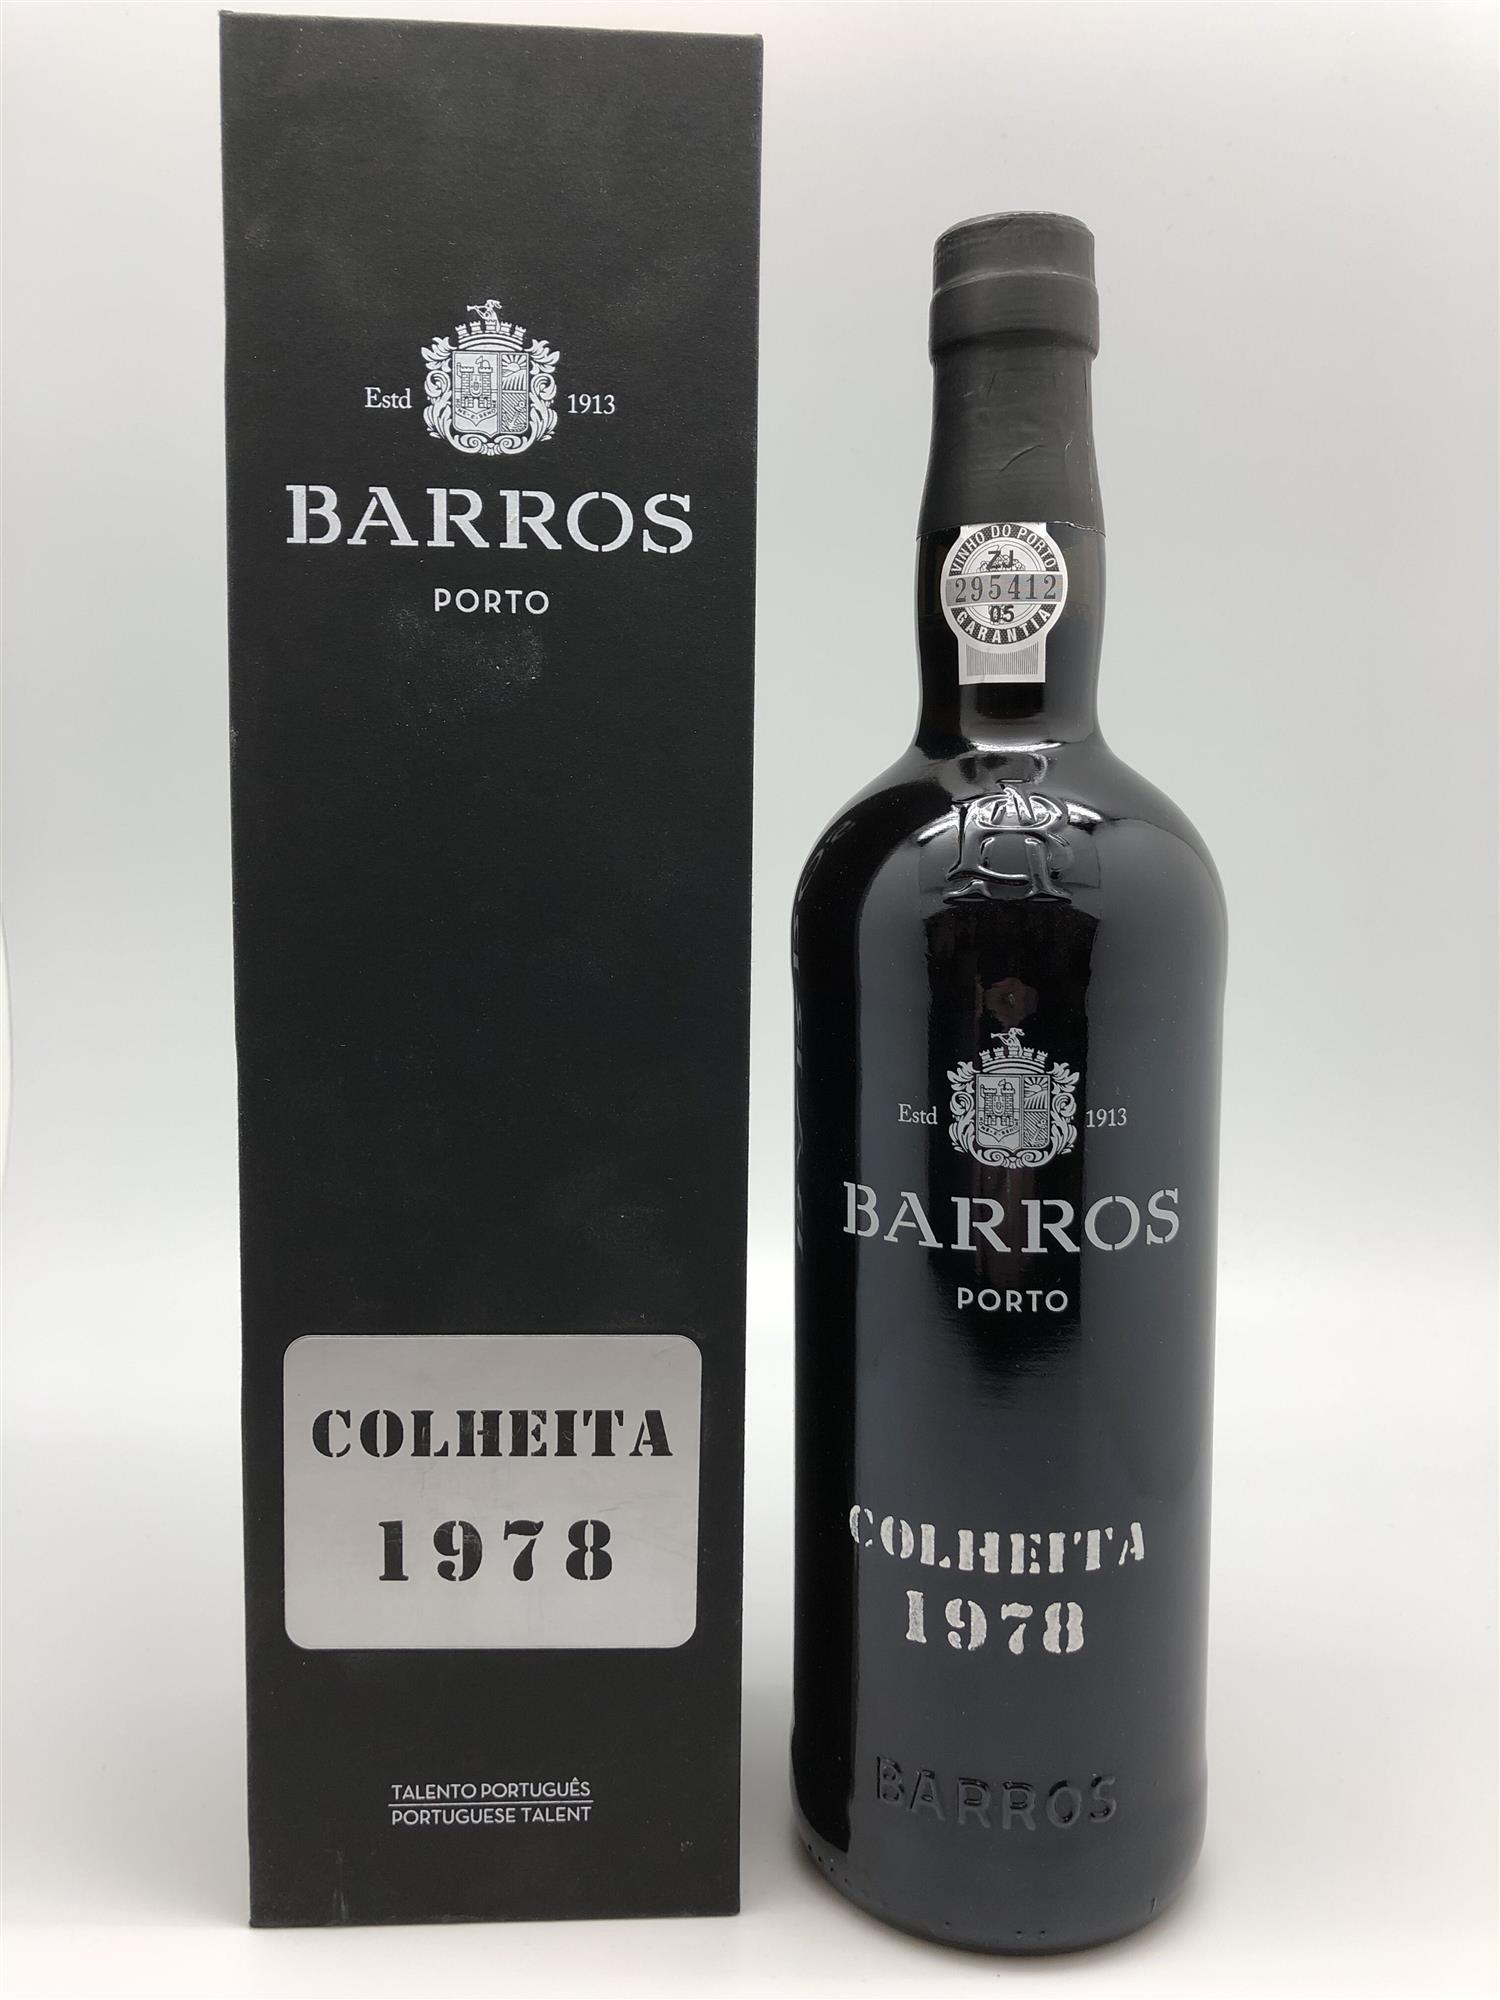 Estd 1913
BARROS
PORTO
COLHEITA
1978
TALENTO PORTUGUÊS
PORTUGUESE TALENT
VINHO DO PORTO
ZJ
295412
05
GARANTIA
Estd 1913
BARROS
PORTO
COLHEITA
1978
BARROS